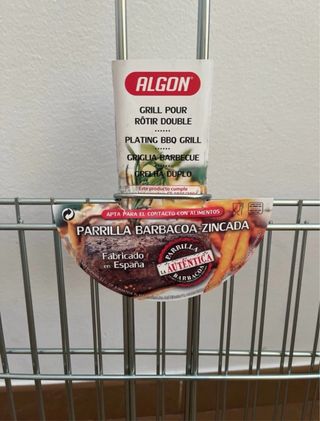 ALGON®
GRILL POUR
RÔTIR DOUBLE
PLATING BBQ GRILL
GRIGLIA BARBECUE
GRELHA DUPLO
Este producto cumple
APTA PARA EL CONTACTO CON ALIMENTOS
PARRILLA BARBACOA-ZINCADA
Fabricado
en España
PARRILLA
LA AUTÉNTICA
BARBACOA